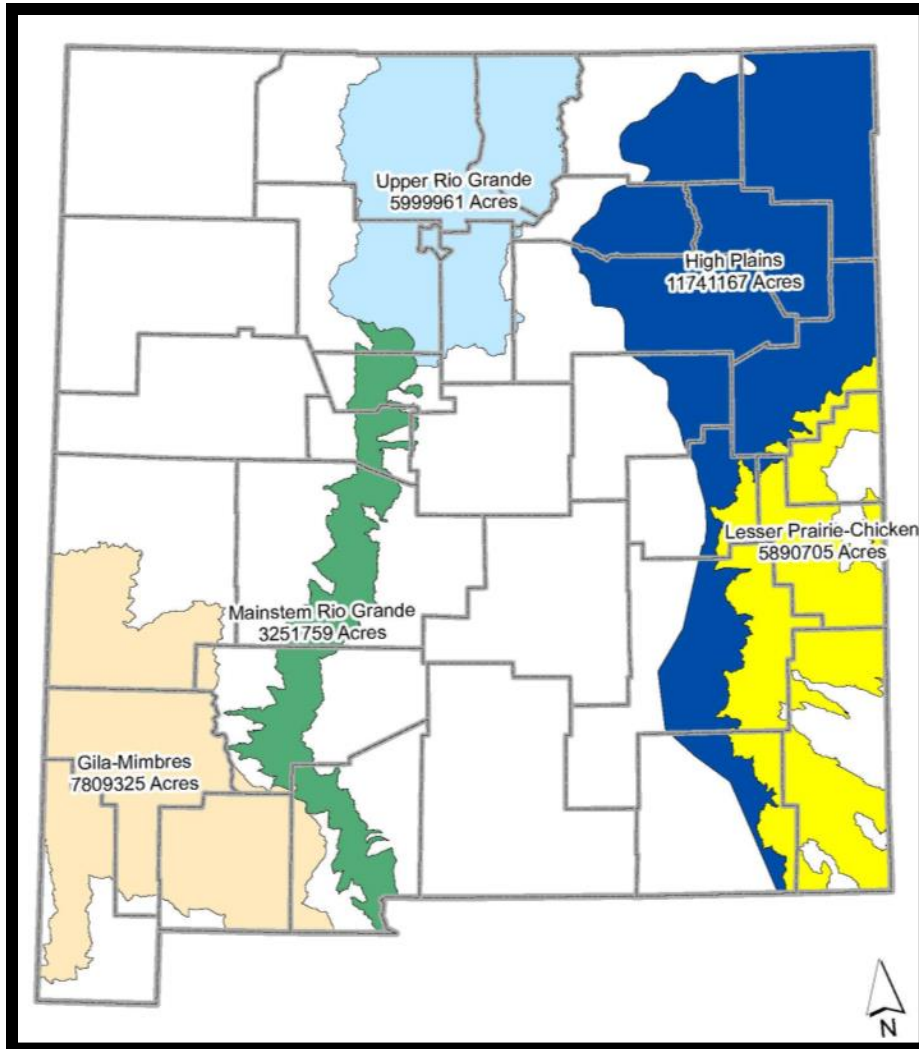 Upper Rio Grande
5999961 Acres
High Plains
11741167 Acres
Lesser Prairie-Chicken
5890705 Acres
Mainstem Rio Grande
3251759 Acres
Gila-Mimbres
7809325 Acres
N